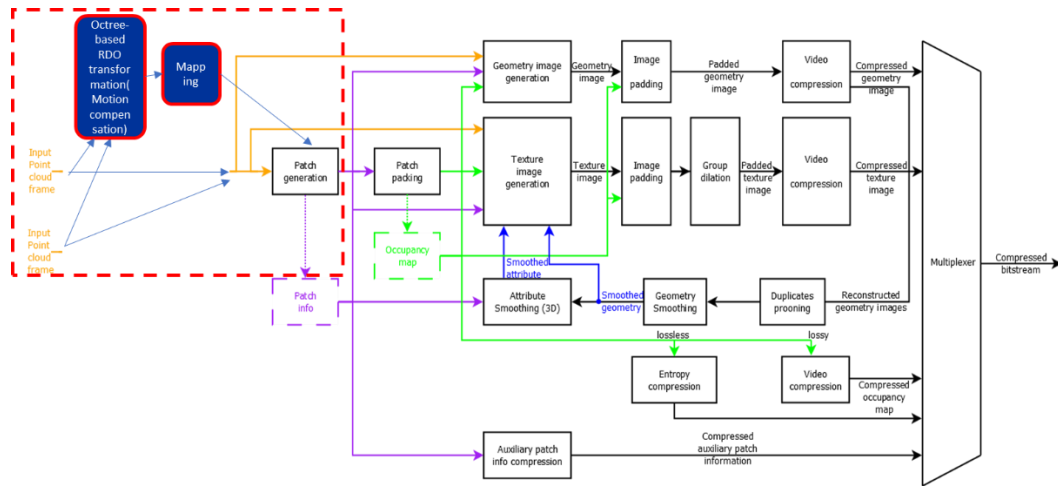 Octree-
based
RDO
transfor
mation(
Motion
compen
sation)
Mapp
ing
Input
Point
cloud
frame
Input
Point
cloud
frame
Patch
generation
Patch
packing
Occupancy
map
Patch
info
Geometry image
generation
Geometry
image
Image
padding
Padded
geometry
image
Video
compression
Compressed
geometry
image
Texture
image
generation
Texture
image
Image
padding
Group
dilation
Padded
texture
image
Video
compression
Compressed
texture
image
Multiplexer
Compressed
bitstream
Smoothed
attribute
Attribute
Smoothing (3D)
Smoothed
geometry
Geometry
Smoothing
Duplicates
prooning
Reconstructed
geometry images
lossless
lossy
Entropy
compression
Video
compression
Compressed
occupancy
map
Auxiliary patch
info compression
Compressed
auxiliary patch
information